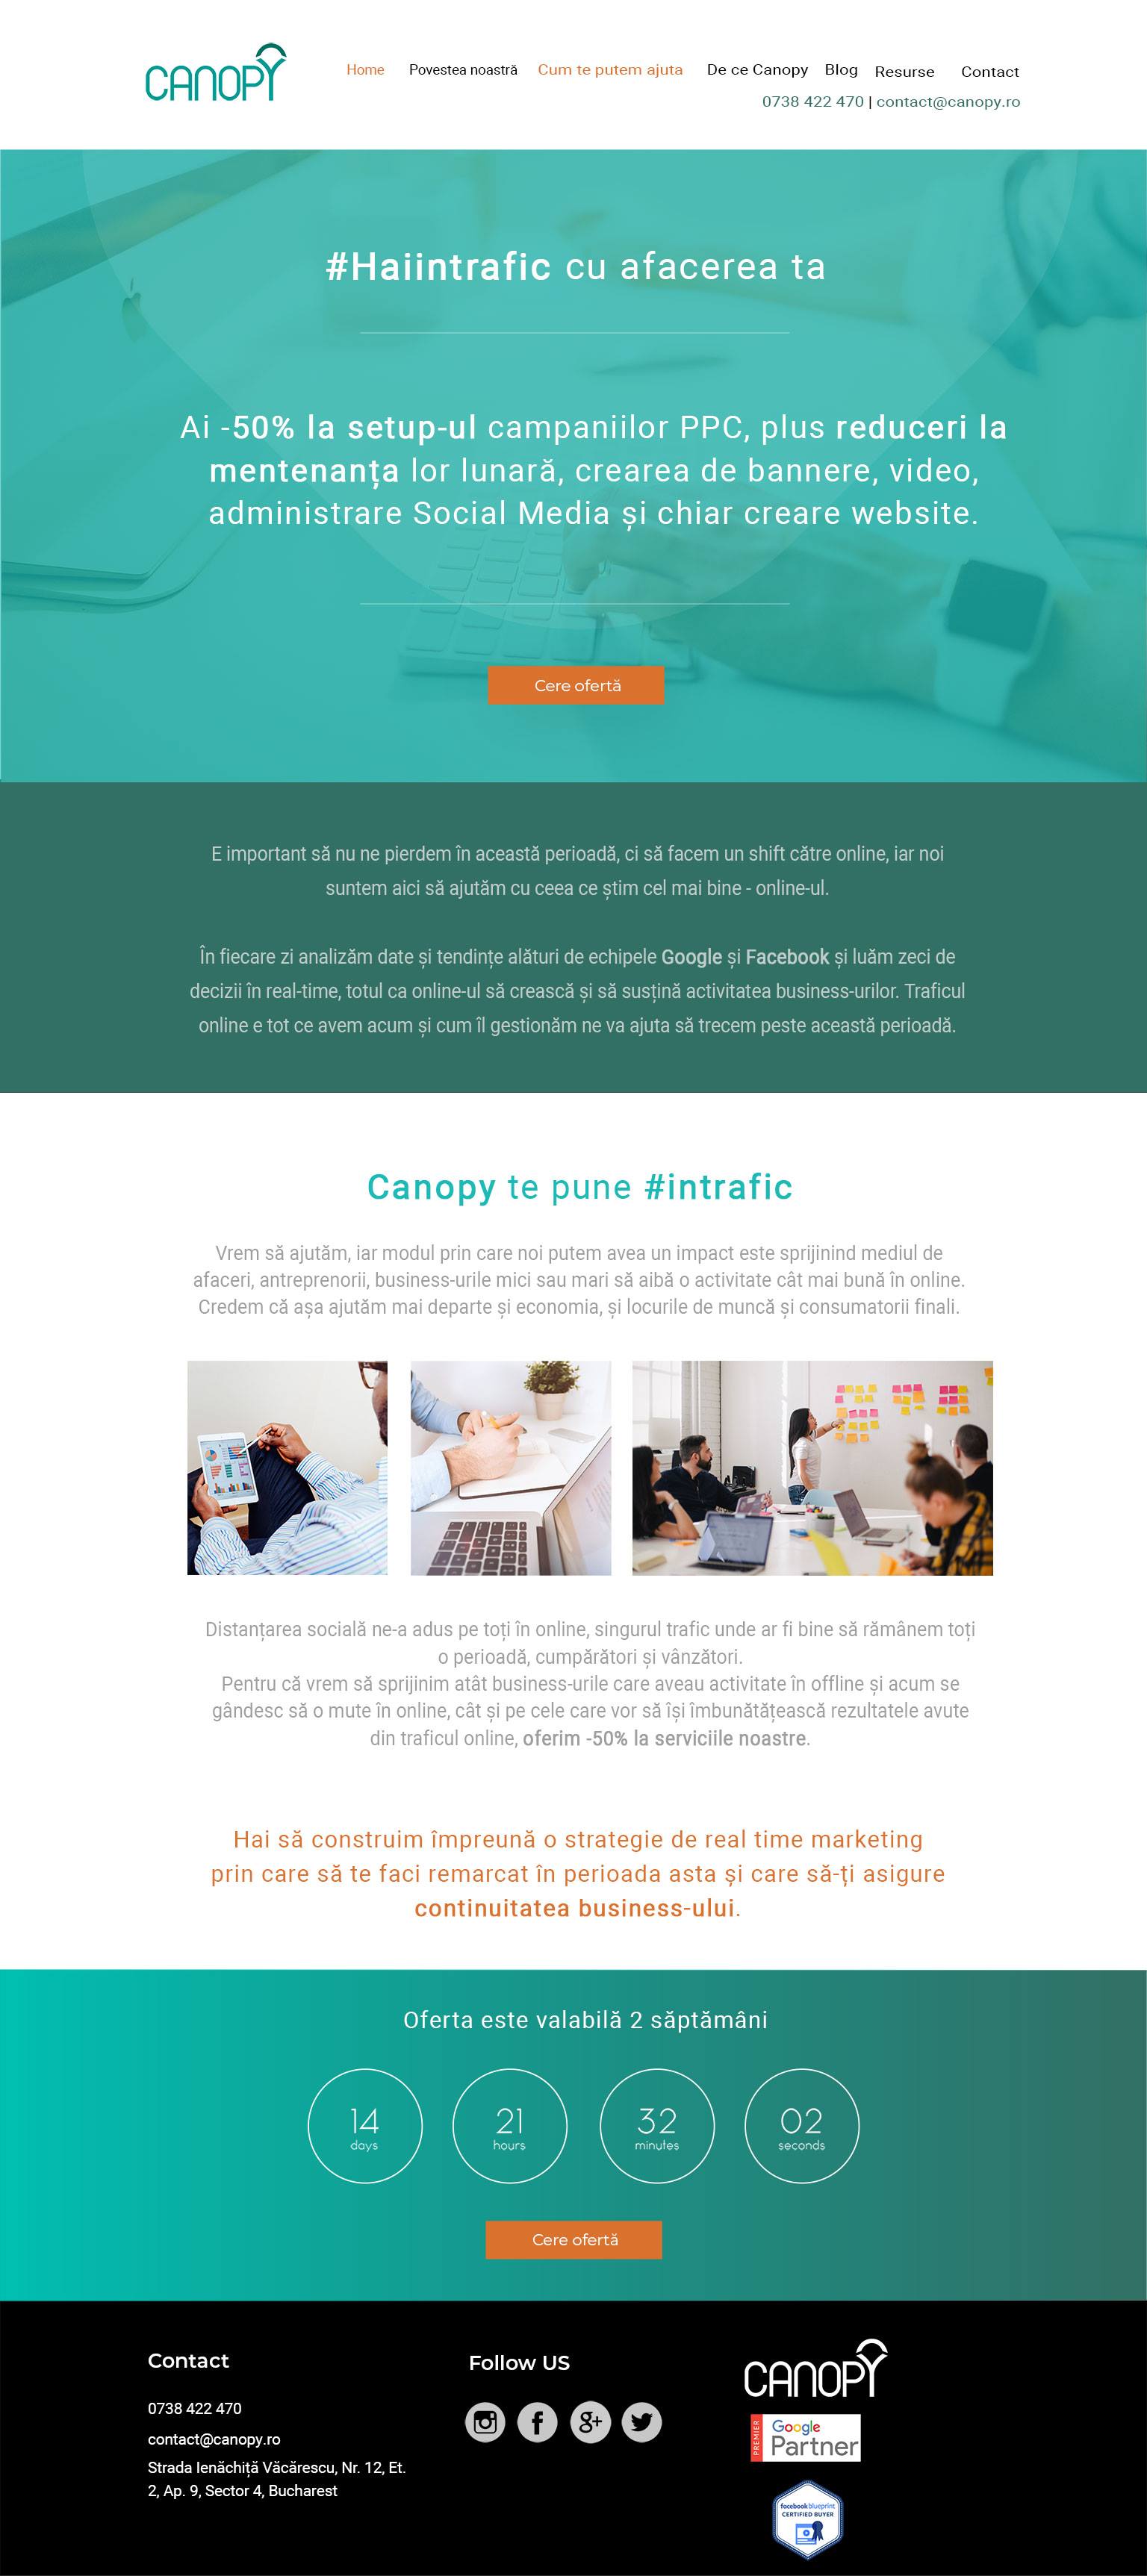 CANOPY
Home Povestea noastră Cum te putem ajuta De ce Canopy Blog Resurse Contact
0738 422 470 | contact@canopy.ro
#Haiintrafic cu afacerea ta
Ai -50% la setup-ul campaniilor PPC, plus reduceri la
mentenanța lor lunară, crearea de bannere, video,
administrare Social Media și chiar creare website.
Cere ofertă
E important să nu ne pierdem în această perioadă, ci să facem un shift către online, iar noi
suntem aici să ajutăm cu ceea ce știm cel mai bine - online-ul.
În fiecare zi analizăm date și tendințe alături de echipele Google și Facebook și luăm zeci de
decizii în real-time, totul ca online-ul să crească și să susțină activitatea business-urilor. Traficul
online e tot ce avem acum și cum îl gestionăm ne va ajuta să trecem peste această perioadă.
Canopy te pune #intrafic
Vrem să ajutăm, iar modul prin care noi putem avea un impact este sprijinind mediul de
afaceri, antreprenorii, business-urile mici sau mari să aibă o activitate cât mai bună în online.
Credem că așa ajutăm mai departe și economia, și locurile de muncă și consumatorii finali.
Distanțarea socială ne-a adus pe toți în online, singurul trafic unde ar fi bine să rămânem toți
o perioadă, cumpărători și vânzători.
Pentru că vrem să sprijinim atât business-urile care aveau activitate în offline și acum se
gândesc să o mute în online, cât și pe cele care vor să își îmbunătățească rezultatele avute
din traficul online, oferim -50% la serviciile noastre.
Hai să construim împreună o strategie de real time marketing
prin care să te faci remarcat în perioada asta și care să-ți asigure
continuitatea business-ului.
Oferta este valabilă 2 săptămâni
14 21 32 02
days hours minutes seconds
Cere ofertă
Contact
0738 422 470
contact@canopy.ro
Strada Ienăchiță Văcărescu, Nr. 12, Et.
2, Ap. 9, Sector 4, Bucharest
Follow US
CANOPY
PREMIER
Google
Partner
facebook blueprint
CERTIFIED BUYER